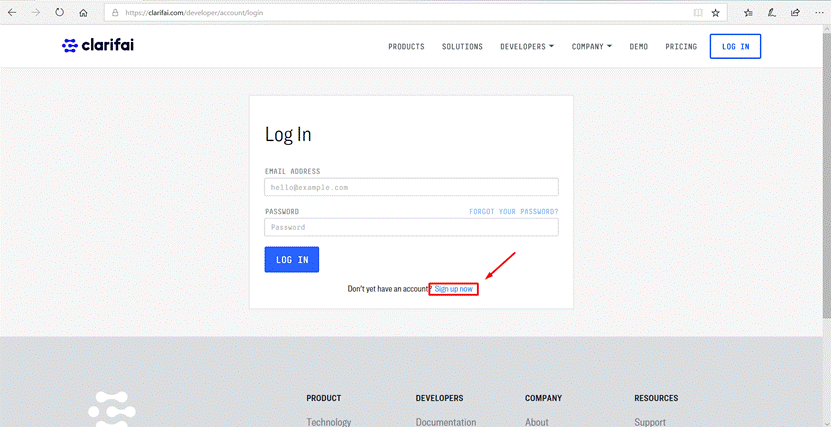 https://clarifai.com/developer/account/login
clarifai
PRODUCTS SOLUTIONS DEVELOPERS COMPANY DEMO PRICING LOG IN
Log In
EMAIL ADDRESS
hello@example.com
PASSWORD FORGOT YOUR PASSWORD?
Password
LOG IN
Don't yet have an account? Sign up now
PRODUCT DEVELOPERS COMPANY RESOURCES
Technology Documentation About Support